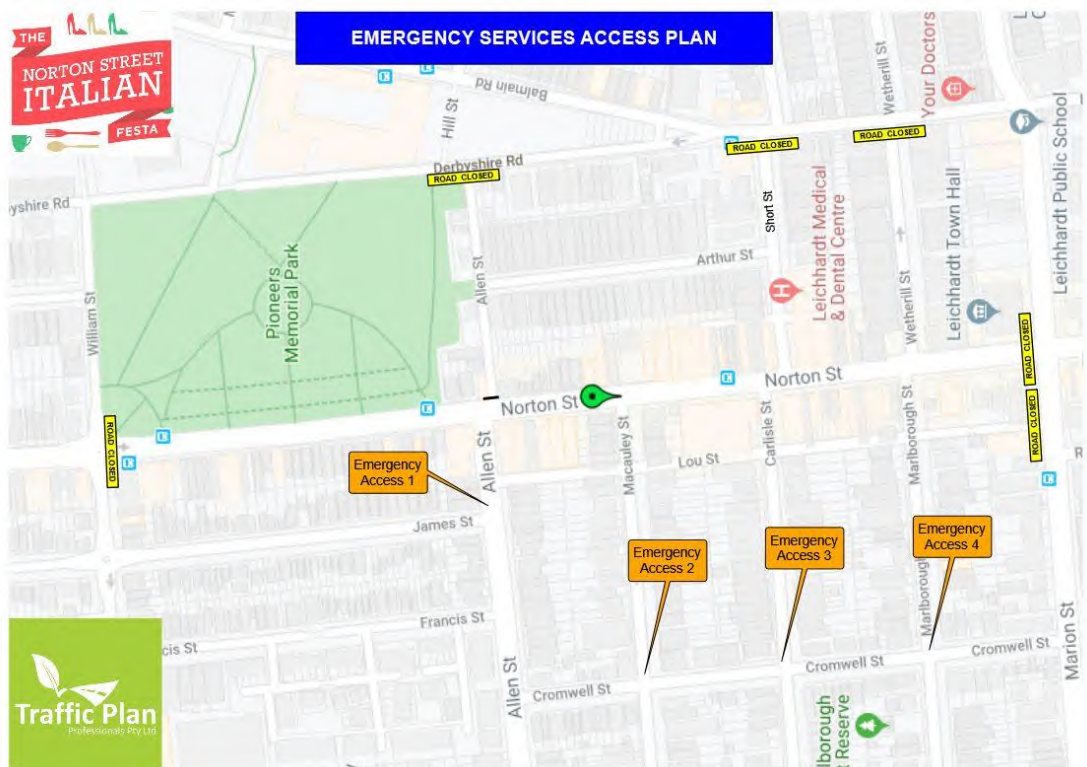 THE
NORTON STREET
ITALIAN
FESTA
EMERGENCY SERVICES ACCESS PLAN
Balmain Rd
Hill St
Wetherill St
Your Doctors
Derbyshire Rd
ROAD CLOSED
ROAD CLOSED
ROAD CLOSED
Leichhardt Public School
yshire Rd
Short St
Leichhardt Medical
& Dental Centre
Leichhardt Town Hall
Arthur St
Allen St
Wetherill St
Pioneers
Memorial Park
William St
ROAD CLOSED
ROAD CLOSED
ROAD CLOSED
Norton St
Norton St
Allen St
Macauley St
Lou St
Carlisle St
Marlborough St
R
Emergency
Access 1
James St
Emergency
Access 2
Emergency
Access 3
Emergency
Access 4
Marlborough
Francis St
cis St
Allen St
Cromwell St
Cromwell St
Cromwell St
Marion St
lborough
t Reserve
H
Traffic Plan
Professionals Pty Ltd